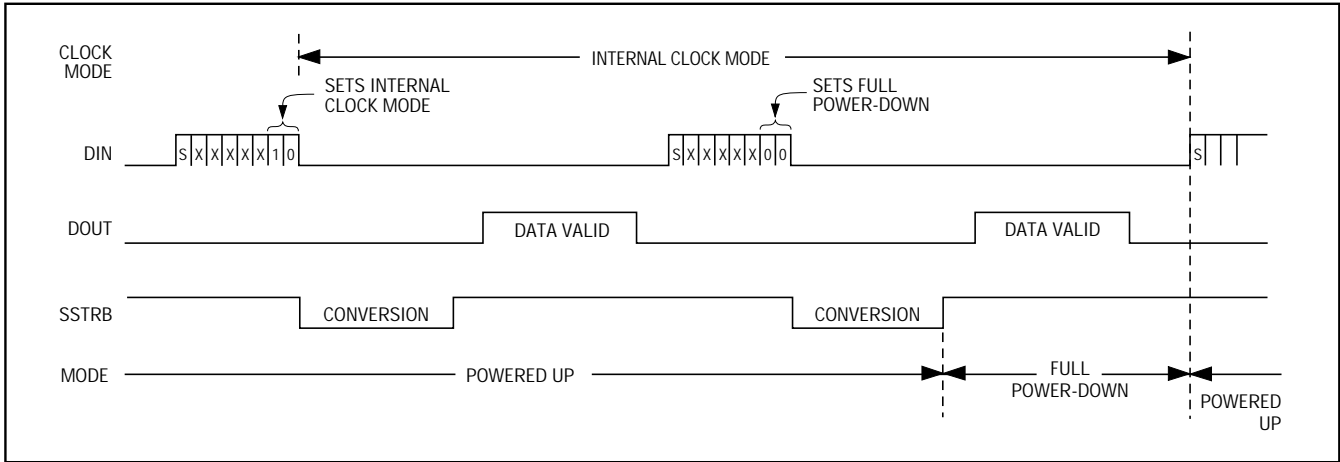 CLOCK
MODE
INTERNAL CLOCK MODE
SETS INTERNAL
CLOCK MODE
SETS FULL
POWER-DOWN
DIN
S X X X X X 1 0
S X X X X X 0 0
S
DOUT
DATA VALID
DATA VALID
SSTRB
CONVERSION
CONVERSION
MODE
POWERED UP
FULL
POWER-DOWN
POWERED
UP